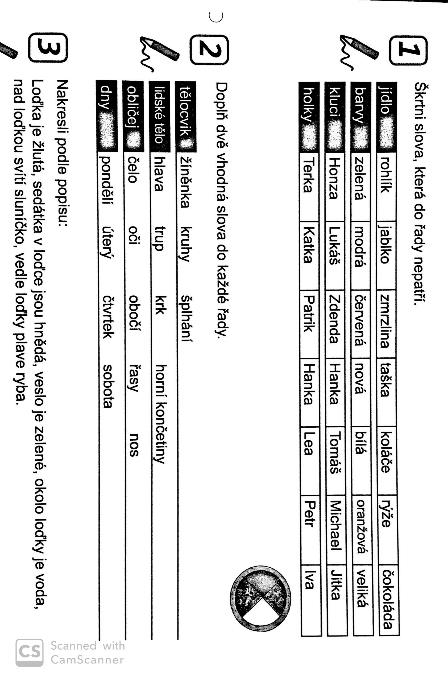 1
Škrtni slova, která do řady nepatří.
jídlo rohlík jablko zmrzlina taška koláče rýže čokoláda
barvy zelená modrá červená nová bílá oranžová veliká
kluci Honza Lukáš Zdenda Hanka Tomáš Michael Jitka
holky Terka Katka Patrik Hanka Lea Petr Iva
2
Doplň dvě vhodná slova do každé řady.
tělocvik žíněnka kruhy šplhání
lidské tělo hlava trup krk horní končetiny
obličej čelo oči obočí řasy nos
dny pondělí úterý čtvrtek sobota
3
Nakresli podle popisu:
Loďka je žlutá, sedátka v loďce jsou hnědá, veslo je zelené, okolo loďky je voda,
nad loďkou svítí sluníčko, vedle loďky plave ryba.
CS Scanned with
CamScanner